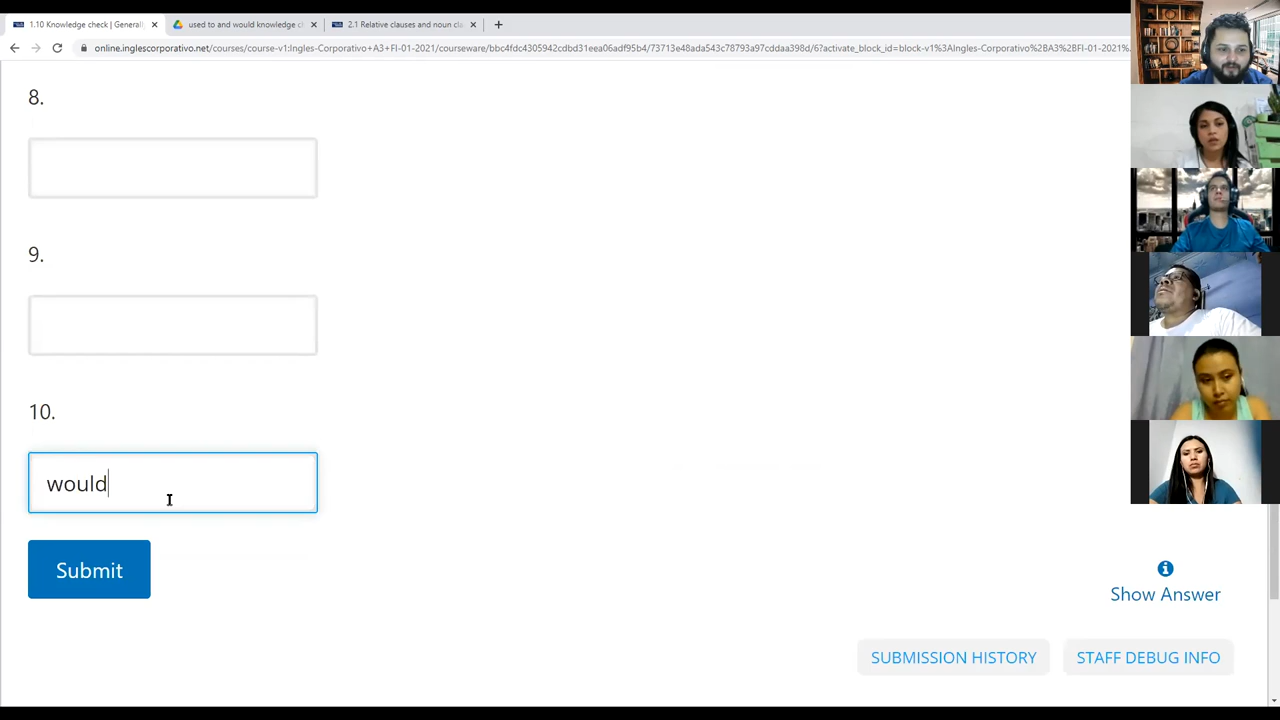 1.10 Knowledge check | Generally
used to and would knowledge c
2.1 Relative clauses and noun cla
online.inglescorporativo.net/courses/course-v1:Ingles-Corporativo+A3+FI-01-2021/courseware/bbc4fdc4305942cdbd31eea06adf95b4/73713e48ada543c78793a97cddaa398d/6?activate_block_id=block-v1%3AIngles-Corporativo%2BA3%2BFI-01-2021%
8.
9.
10.
would
Submit
Show Answer
SUBMISSION HISTORY
STAFF DEBUG INFO